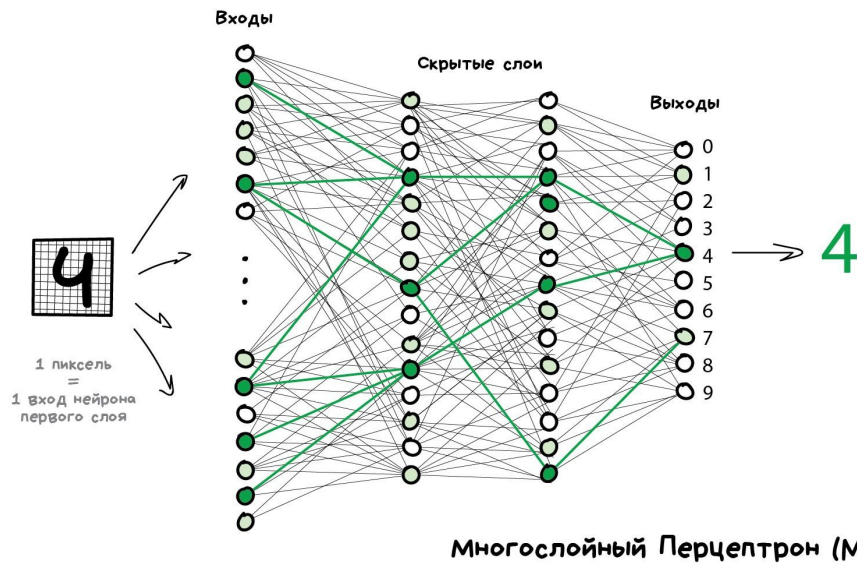 Входы
Скрытые слои
Выходы
0
1
2
3
4
5
6
7
8
9
4
4
1 пиксель
=
1 вход нейрона
первого слоя
Многослойный Перцептрон (М